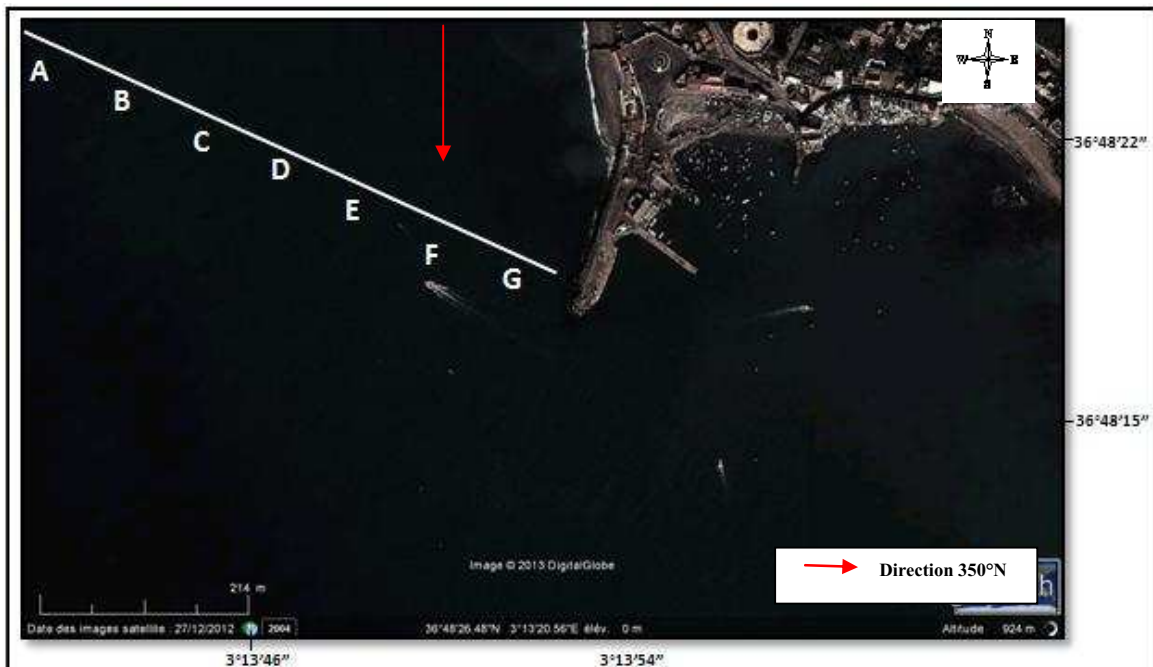 N
W E
S
A
B
C
D
E
F
G
36°48'22"
36°48'15"
Image © 2013 DigitalGlobe
Direction 350°N
214 m
Date des images satellite : 27/12/2012 2004 36°48'26.48"N 3°13'20.56"E élév. 0 m Altitude 924 m
3°13'46" 3°13'54"